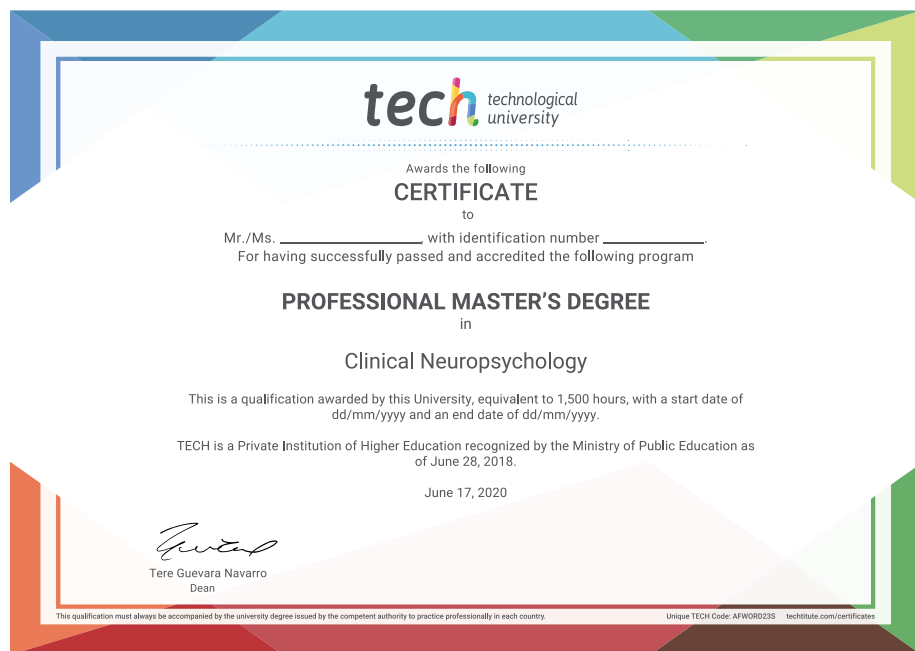 tech technological
university
Awards the following
CERTIFICATE
to
Mr./Ms. ____________________, with identification number ______________.
For having successfully passed and accredited the following program
PROFESSIONAL MASTER'S DEGREE
in
Clinical Neuropsychology
This is a qualification awarded by this University, equivalent to 1,500 hours, with a start date of
dd/mm/yyyy and an end date of dd/mm/yyyy.
TECH is a Private Institution of Higher Education recognized by the Ministry of Public Education as
of June 28, 2018.
June 17, 2020
Tere Guevara Navarro
Dean
This qualification must always be accompanied by the university degree issued by the competent authority to practice professionally in each country. Unique TECH Code: AFWORD23S techtitute.com/certificates